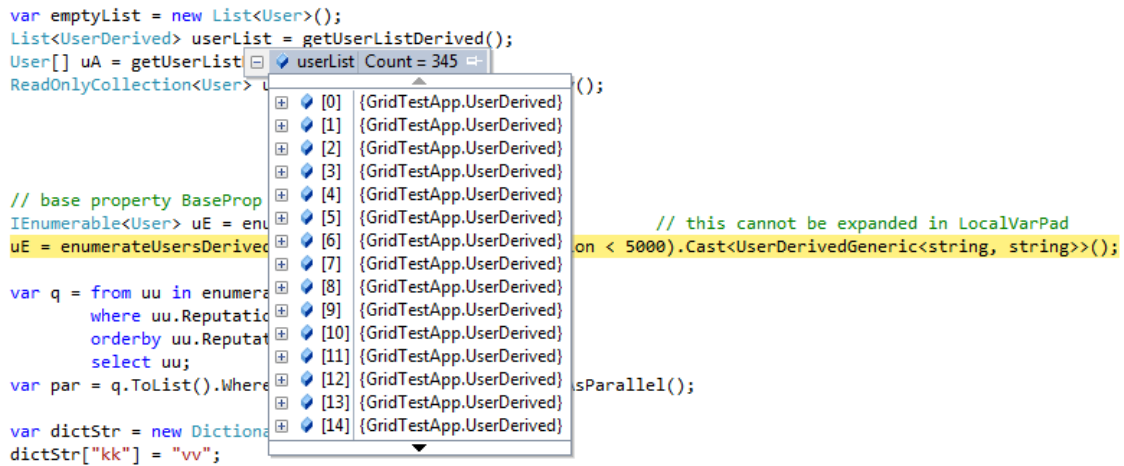 var emptyList = new List<User>();
List<UserDerived> userList = getUserListDerived();
User[] uA = getUserList
userList Count = 345
ReadOnlyCollection<User> u y();
[0] {GridTestApp.UserDerived}
[1] {GridTestApp.UserDerived}
[2] {GridTestApp.UserDerived}
[3] {GridTestApp.UserDerived}
[4] {GridTestApp.UserDerived}
[5] {GridTestApp.UserDerived}
[6] {GridTestApp.UserDerived}
[7] {GridTestApp.UserDerived}
[8] {GridTestApp.UserDerived}
[9] {GridTestApp.UserDerived}
[10] {GridTestApp.UserDerived}
[11] {GridTestApp.UserDerived}
[12] {GridTestApp.UserDerived}
[13] {GridTestApp.UserDerived}
[14] {GridTestApp.UserDerived}
// base property BaseProp
IEnumerable<User> uE = enu // this cannot be expanded in LocalVarPad
uE = enumerateUsersDerived ion < 5000).Cast<UserDerivedGeneric<string, string>>();
var q = from uu in enumera
where uu.Reputatio
orderby uu.Reputat
select uu;
var par = q.ToList().Where AsParallel();
var dictStr = new Dictiona
dictStr["kk"] = "vv";